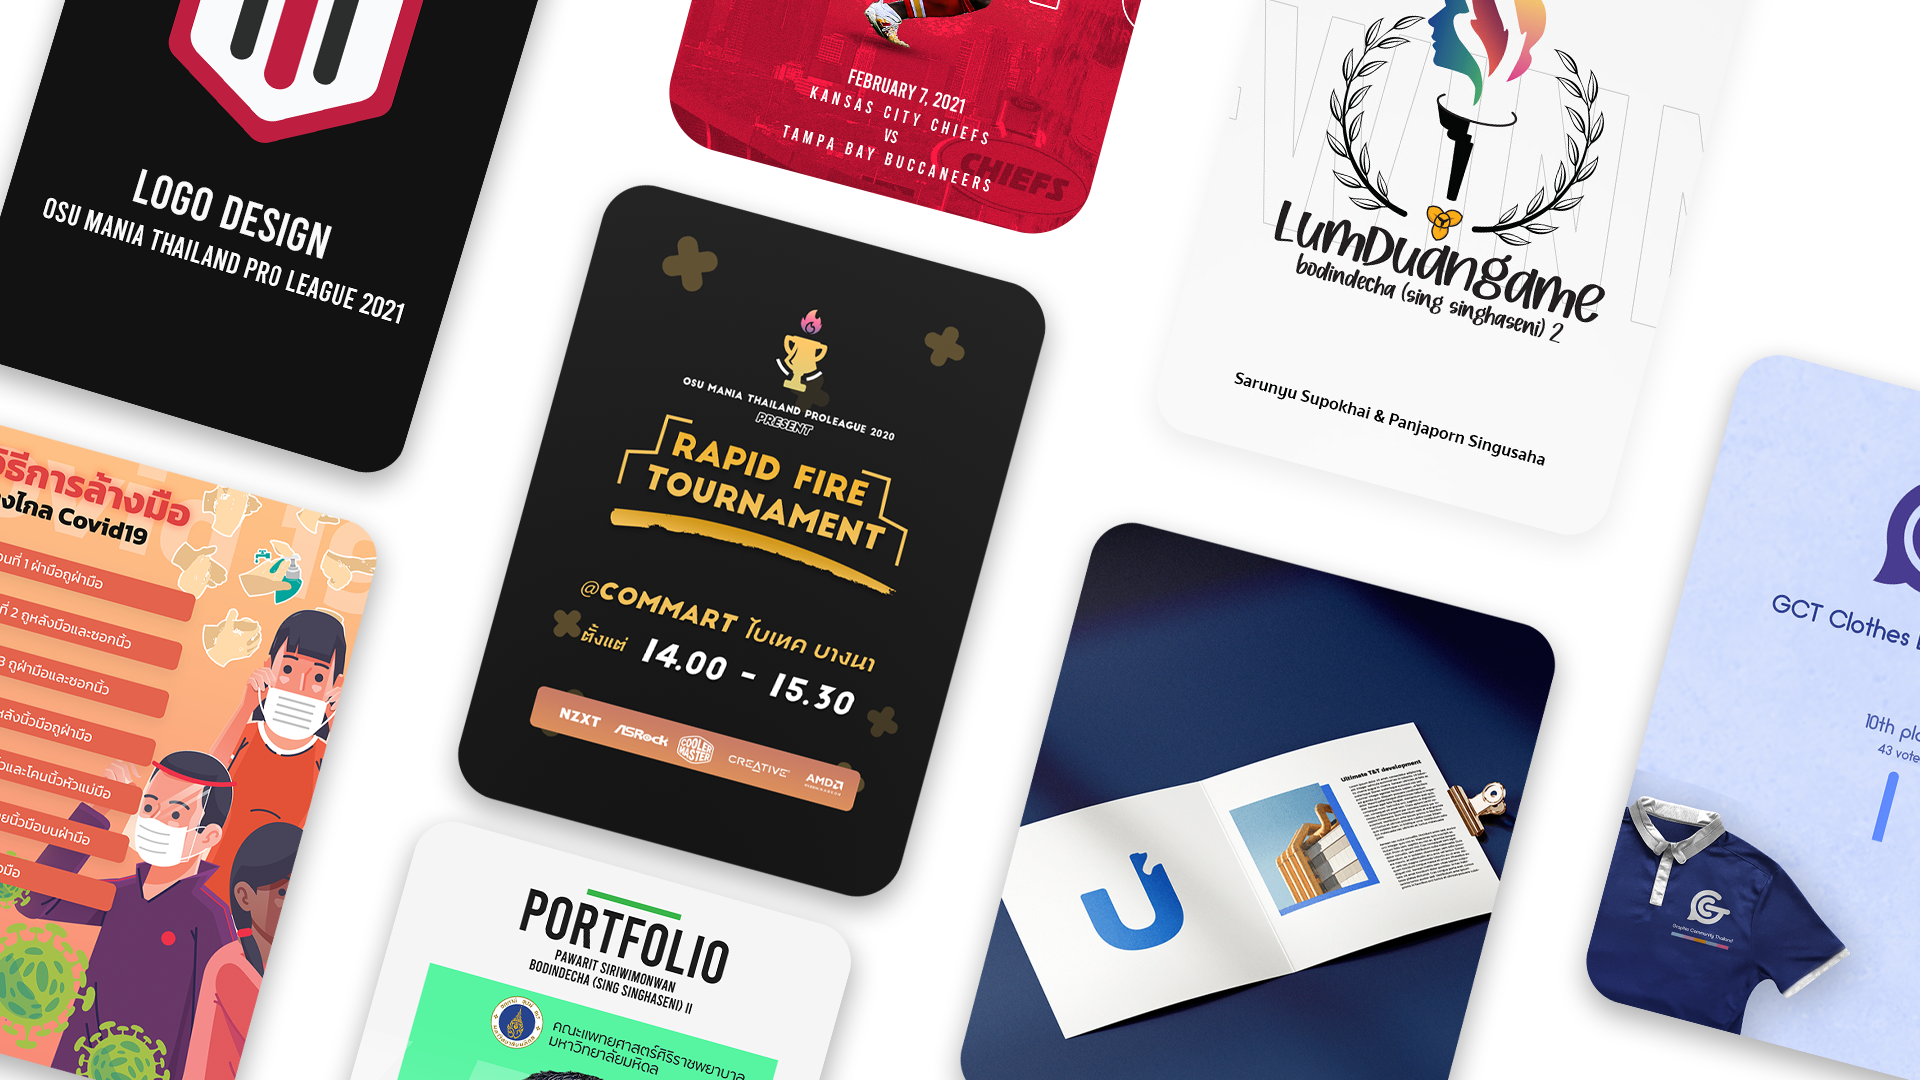 LOGO DESIGN
OSU MANIA THAILAND PRO LEAGUE 2021
FEBRUARY 7, 2021
KANSAS CITY CHIEFS
VS
TAMPA BAY BUCCANEERS
CHIEFS
LumDuangame
bodindecha (sing singhaseni) 2
Sarunyu Supokhai & Panjaporn Singusaha
OSU MANIA THAILAND PROLEAGUE 2020
PRESENT
RAPID FIRE
TOURNAMENT
@COMMART ไบเทค บางนา
ตั้งแต่ 14.00 - 15.30
NZXT ASRock COOLER MASTER CREATIVE AMD
วิธีการล้างมือ
Covid19
ที่ 1 ฝ่ามือถูฝ่ามือ
ที่ 2 ถูหลังมือและซอกนิ้ว
3 ถูฝ่ามือและซอกนิ้ว
หลังนิ้วมือถูฝ่ามือ
และโคนนิ้วหัวแม่มือ
นิ้วมือบนฝ่ามือ
PORTFOLIO
PAWARIT SIRIWIMONWAN
BODINDECHA (SING SINGHASENI) II
คณะแพทยศาสตร์ศิริราชพยาบาล
มหาวิทยาลัยมหิดล
Ultimate T&T development
GCT Clothes
10th
43
Graphic Community Thailand